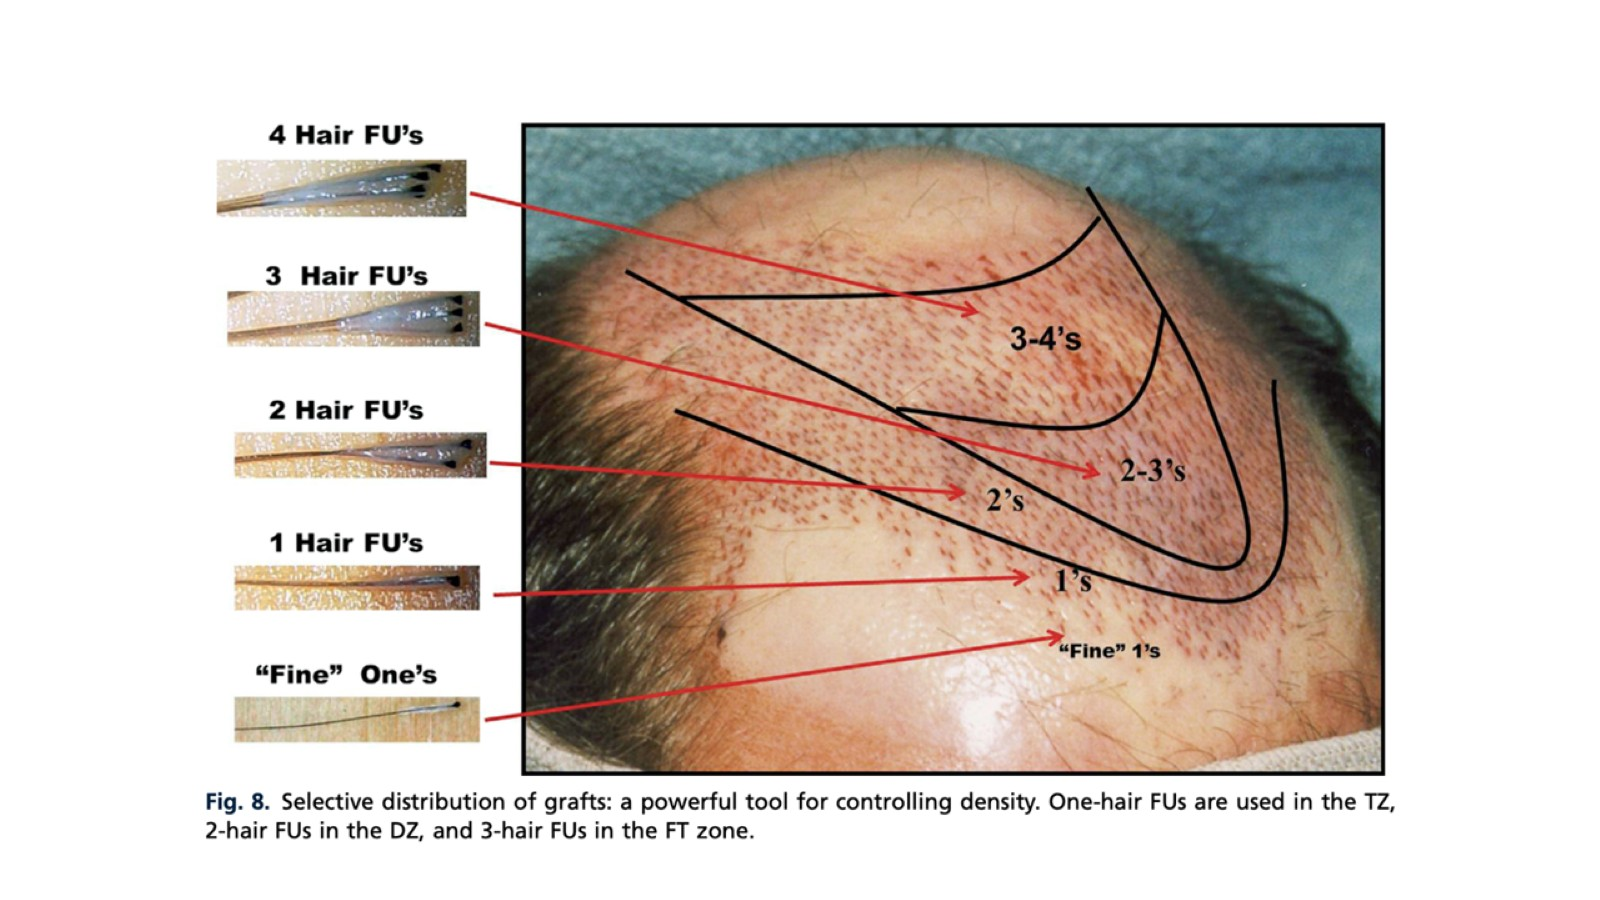 4 Hair FU’s
3 Hair FU’s
2 Hair FU’s
1 Hair FU’s
“Fine” One’s
3-4’s
2-3’s
2’s
1’s
“Fine” 1’s
Fig. 8. Selective distribution of grafts: a powerful tool for controlling density. One-hair FUs are used in the TZ,
2-hair FUs in the DZ, and 3-hair FUs in the FT zone.